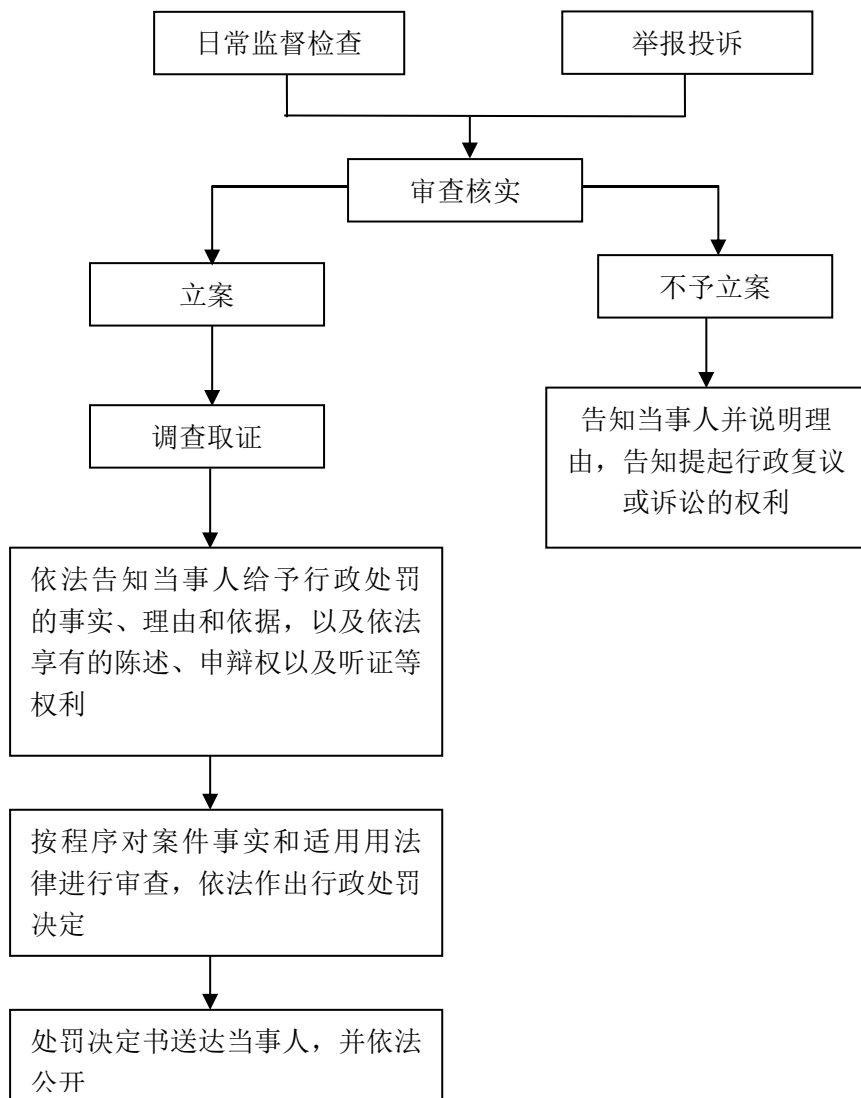 日常监督检查
举报投诉
审查核实
立案
不予立案
调查取证
告知当事人并说明理
由，告知提起行政复议
或诉讼的权利
依法告知当事人给予行政处罚
的事实、理由和依据，以及依法
享有的陈述、申辩权以及听证等
权利
按程序对案件事实和适用用法
律进行审查，依法作出行政处罚
决定
处罚决定书送达当事人，并依法
公开